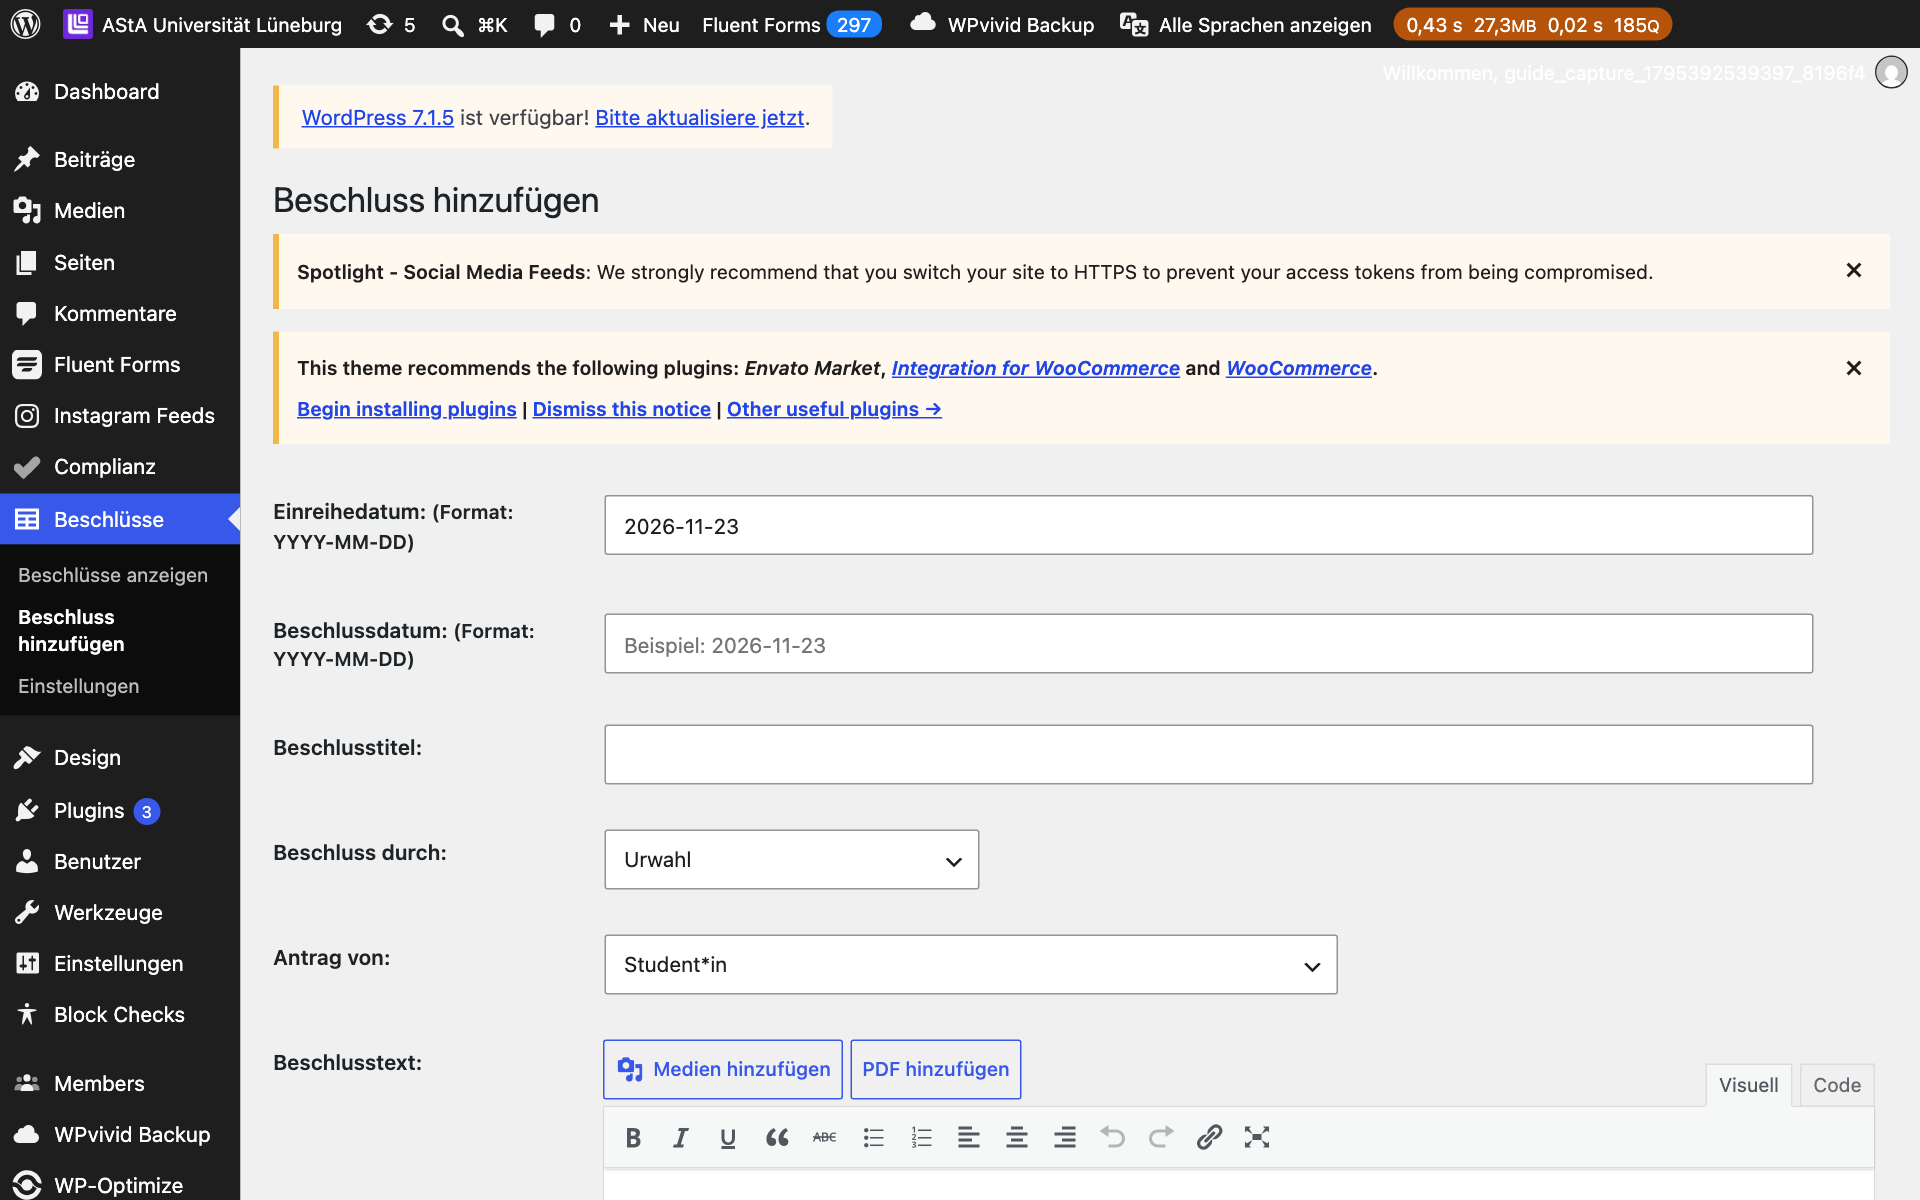 AStA Universität Lüneburg 5 ⌘K 0 Neu Fluent Forms 297 WPvivid Backup Alle Sprachen anzeigen 0,43 s 27,3MB 0,02 s 185Q
Willkommen, guide_capture_1795392539397_8196f4
Dashboard
Beiträge
Medien
Seiten
Kommentare
Fluent Forms
Instagram Feeds
Complianz
Beschlüsse
Beschlüsse anzeigen
Beschluss
hinzufügen
Einstellungen
Design
Plugins 3
Benutzer
Werkzeuge
Einstellungen
Block Checks
Members
WPvivid Backup
WP-Optimize
WordPress 7.1.5 ist verfügbar! Bitte aktualisiere jetzt.
Beschluss hinzufügen
Spotlight - Social Media Feeds: We strongly recommend that you switch your site to HTTPS to prevent your access tokens from being compromised.
This theme recommends the following plugins: Envato Market, Integration for WooCommerce and WooCommerce.
Begin installing plugins | Dismiss this notice | Other useful plugins →
Einreihedatum: (Format:
YYYY-MM-DD)
2026-11-23
Beschlussdatum: (Format:
YYYY-MM-DD)
Beispiel: 2026-11-23
Beschlusstitel:
Beschluss durch:
Urwahl
Antrag von:
Student*in
Beschlusstext:
Medien hinzufügen PDF hinzufügen
Visuell Code
B I U ABC